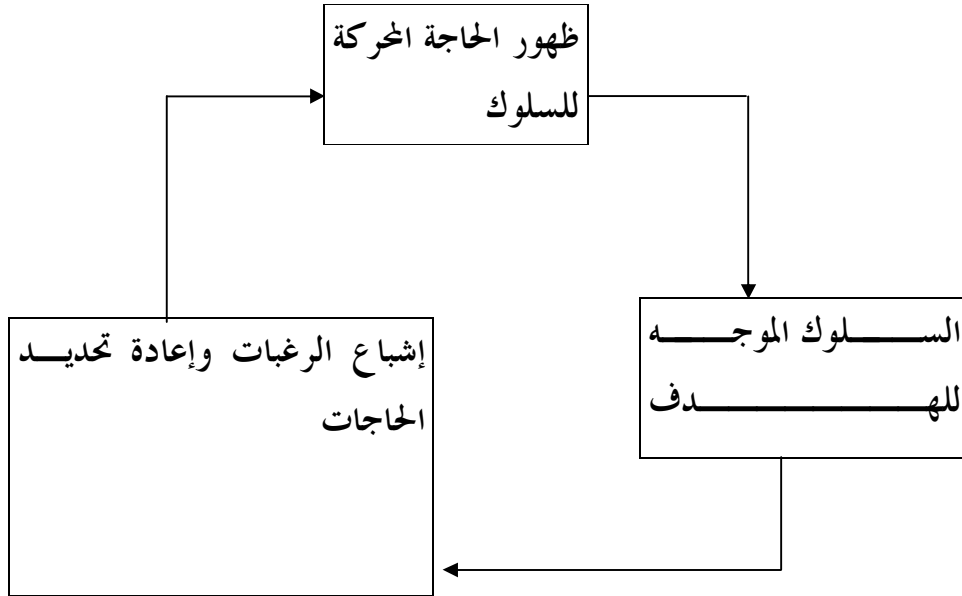 ظهور الحاجة المحركة
للسلوك
السلوك الموجه
للهدف
إشباع الرغبات وإعادة تحديد
الحاجات